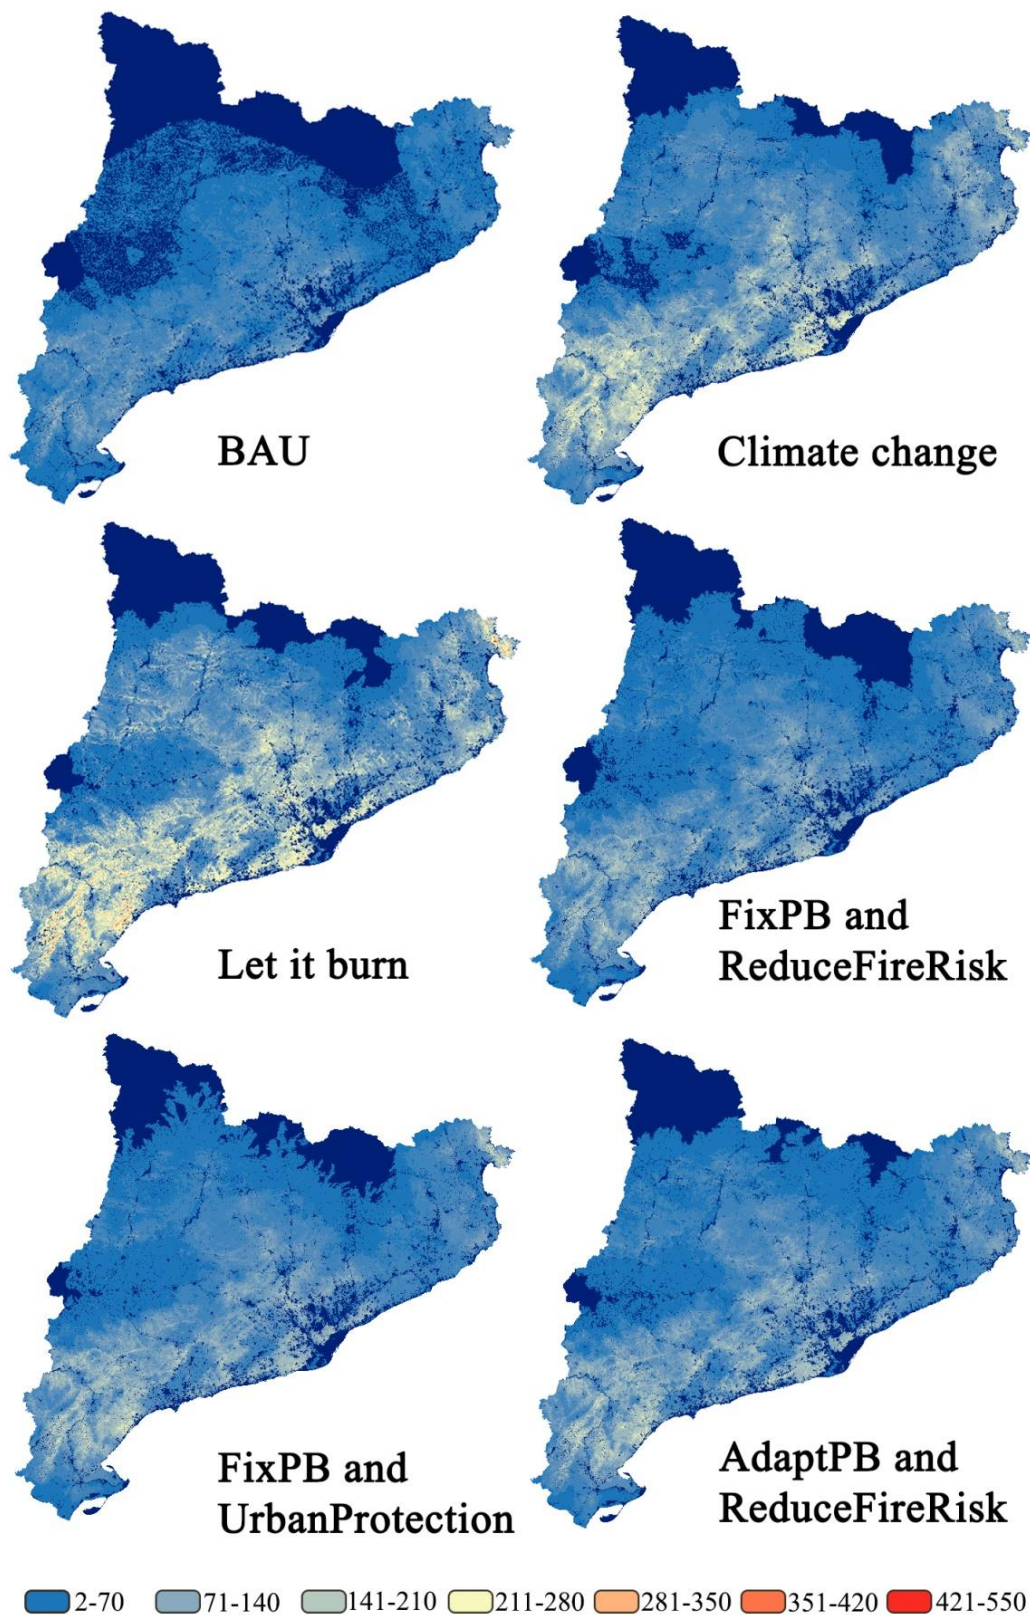 BAU
Climate change
Let it burn
FixPB and
ReduceFireRisk
FixPB and
UrbanProtection
AdaptPB and
ReduceFireRisk
2-70 71-140 141-210 211-280 281-350 351-420 421-550